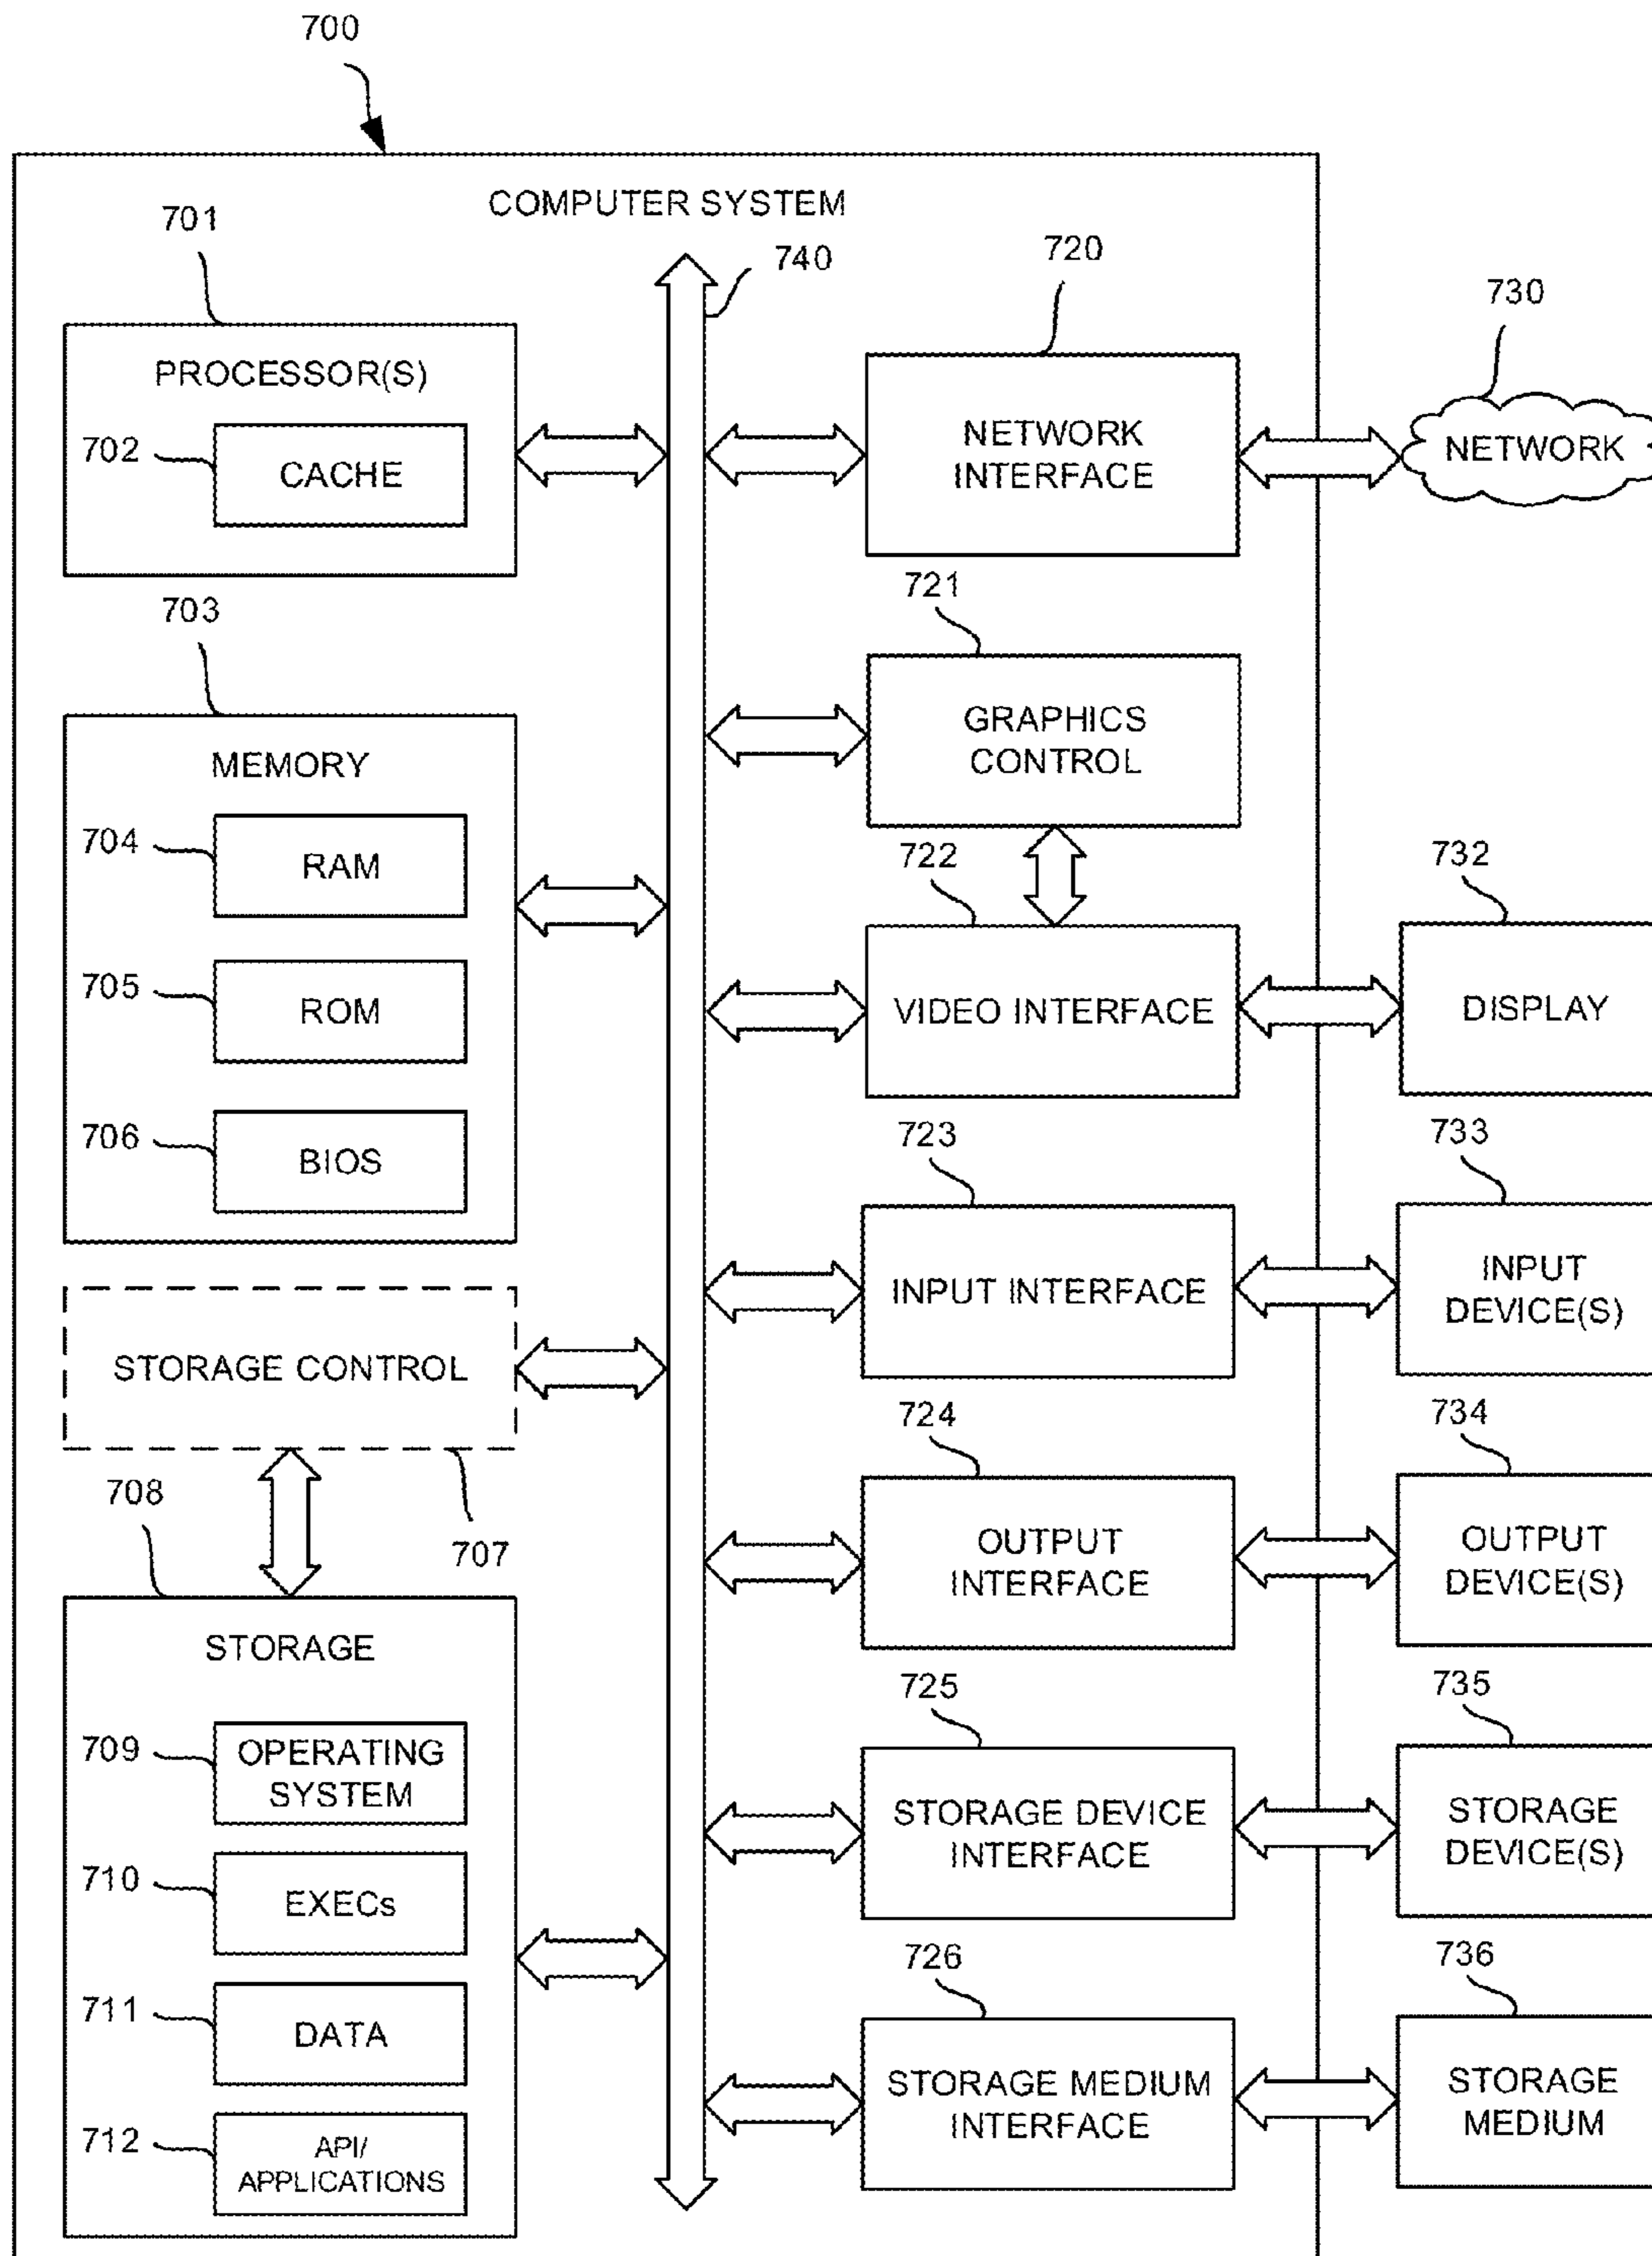 700
COMPUTER SYSTEM
701
740
720
730
PROCESSOR(S)
702
CACHE
NETWORK
INTERFACE
NETWORK
703
721
MEMORY
GRAPHICS
CONTROL
704
RAM
722
732
705
ROM
VIDEO INTERFACE
DISPLAY
706
BIOS
723
733
INPUT INTERFACE
INPUT
DEVICE(S)
STORAGE CONTROL
707
724
734
708
OUTPUT
INTERFACE
OUTPUT
DEVICE(S)
STORAGE
725
735
709
OPERATING
SYSTEM
STORAGE DEVICE
INTERFACE
STORAGE
DEVICE(S)
710
EXECs
726
736
711
DATA
STORAGE MEDIUM
INTERFACE
STORAGE
MEDIUM
712
API/
APPLICATIONS